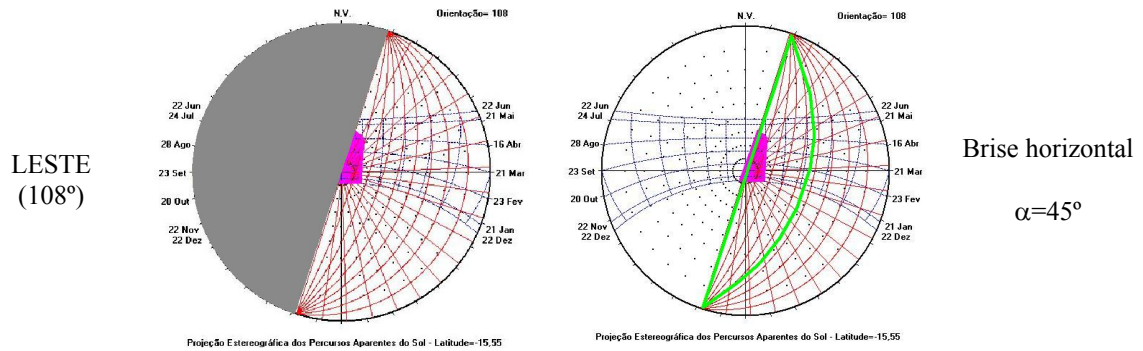 LESTE
(108º)
N.V.
Orientação= 108
22 Jun
24 Jul
28 Ago
23 Set
20 Out
22 Nov
22 Dez
22 Jun
21 Mai
16 Abr
21 Mar
23 Fev
21 Jan
22 Dez
Projeção Estereográfica dos Percursos Aparentes do Sol - Latitude=-15,55
N.V.
Orientação= 108
22 Jun
24 Jul
28 Ago
23 Set
20 Out
22 Nov
22 Dez
22 Jun
21 Mai
16 Abr
21 Mar
23 Fev
21 Jan
22 Dez
Projeção Estereográfica dos Percursos Aparentes do Sol - Latitude=-15,55
Brise horizontal
α=45º